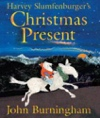 Harvey Slumfenburger's
Christmas
Present
John Burningham